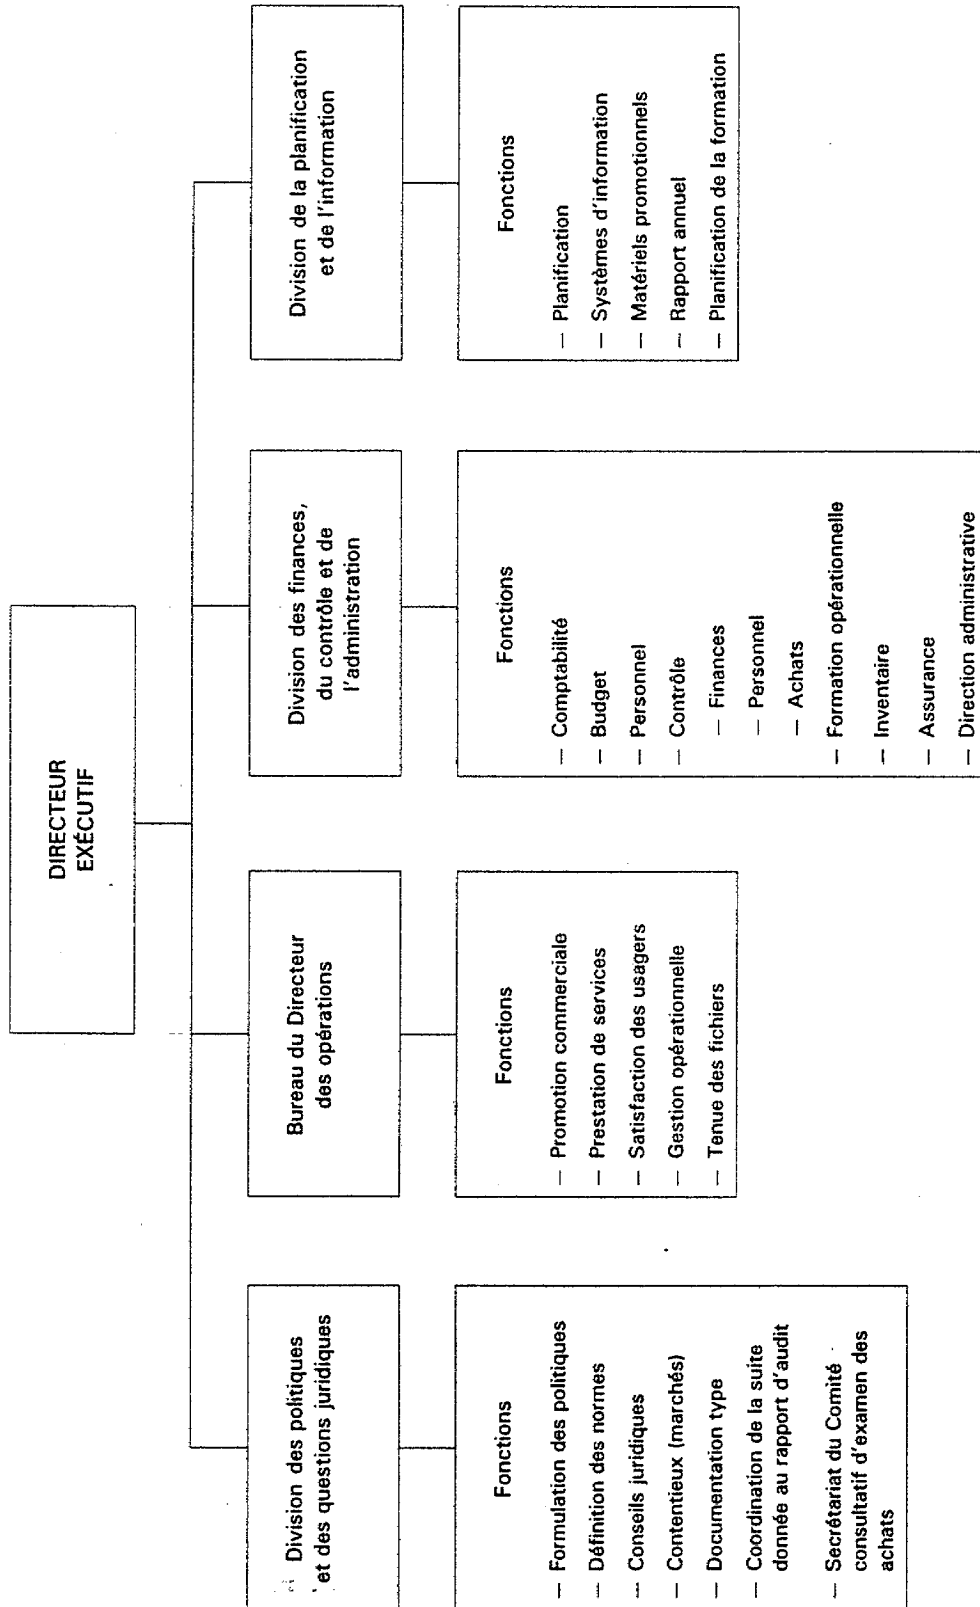 DIRECTEUR
EXÉCUTIF
Division des politiques
et des questions juridiques
Fonctions
— Formulation des politiques
— Définition des normes
— Conseils juridiques
— Contentieux (marchés)
— Documentation type
— Coordination de la suite
donnée au rapport d'audit
— Secrétariat du Comité
consultatif d'examen des
achats
Bureau du Directeur
des opérations
Fonctions
— Promotion commerciale
— Prestation de services
— Satisfaction des usagers
— Gestion opérationnelle
— Tenue des fichiers
Division des finances,
du contrôle et de
l'administration
Fonctions
— Comptabilité
— Budget
— Personnel
— Contrôle
— Finances
— Personnel
— Achats
— Formation opérationnelle
— Inventaire
— Assurance
— Direction administrative
Division de la planification
et de l'information
Fonctions
— Planification
— Systèmes d'information
— Matériels promotionnels
— Rapport annuel
— Planification de la formation